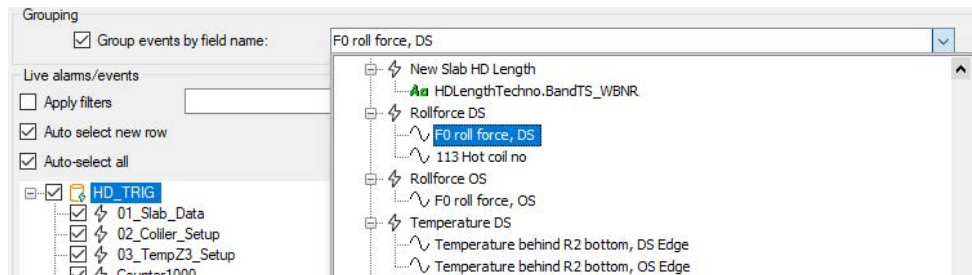 Grouping
Group events by field name:
F0 roll force, DS
Live alarms/events
Apply filters
Auto select new row
Auto-select all
HD_TRIG
01_Slab_Data
02_Coliler_Setup
03_TempZ3_Setup
Counter1000
New Slab HD Length
Aa HDLengthTechno.BandTS_WBNR
Rollforce DS
F0 roll force, DS
113 Hot coil no
Rollforce OS
F0 roll force, OS
Temperature DS
Temperature behind R2 bottom, DS Edge
Temperature behind R2 bottom, OS Edge